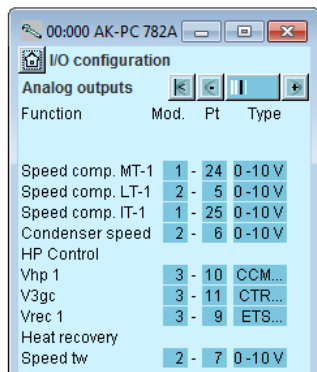 00:000 AK-PC 782A
I/O configuration
Analog outputs
Function Mod. Pt Type
Speed comp. MT-1 1 - 24 0 -10 V
Speed comp. LT-1 2 - 5 0 -10 V
Speed comp. IT-1 1 - 25 0 -10 V
Condenser speed 2 - 6 0 -10 V
HP Control
Vhp 1 3 - 10 CCM...
V3gc 3 - 11 CTR...
Vrec 1 3 - 9 ETS...
Heat recovery
Speed tw 2 - 7 0 -10 V